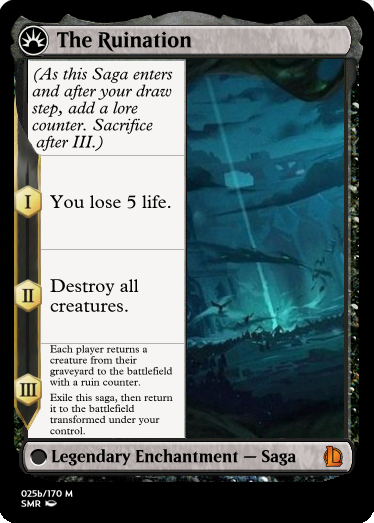 The Ruination
(As this Saga enters
and after your draw
step, add a lore
counter. Sacrifice
after III.)
I
You lose 5 life.
II
Destroy all
creatures.
III
Each player returns a
creature from their
graveyard to the battlefield
with a ruin counter.
Exile this saga, then return
it to the battlefield
transformed under your
control.
Legendary Enchantment — Saga
025b/170 M
SMR